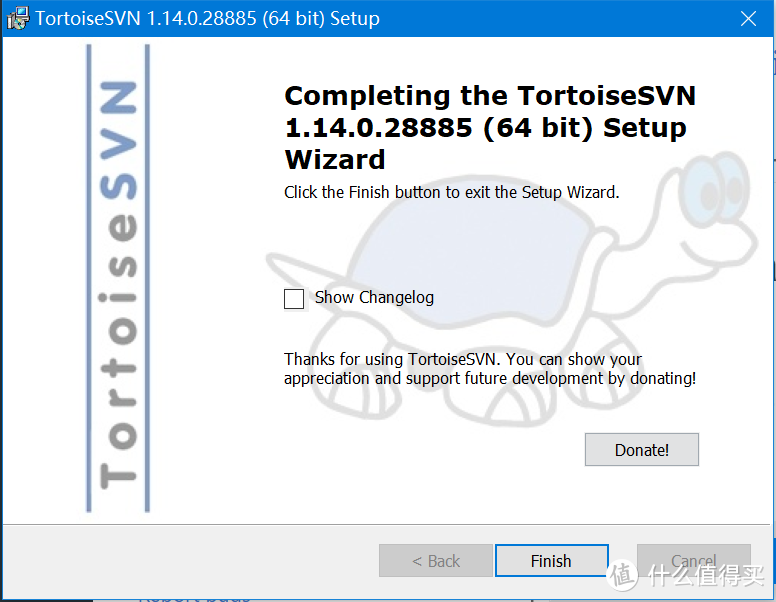 TortoiseSVN 1.14.0.28885 (64 bit) Setup
TortoiseSVN
Completing the TortoiseSVN
1.14.0.28885 (64 bit) Setup
Wizard
Click the Finish button to exit the Setup Wizard.
Show Changelog
Thanks for using TortoiseSVN. You can show your
appreciation and support future development by donating!
Donate!
< Back
Finish
Cancel
值 什么值得买